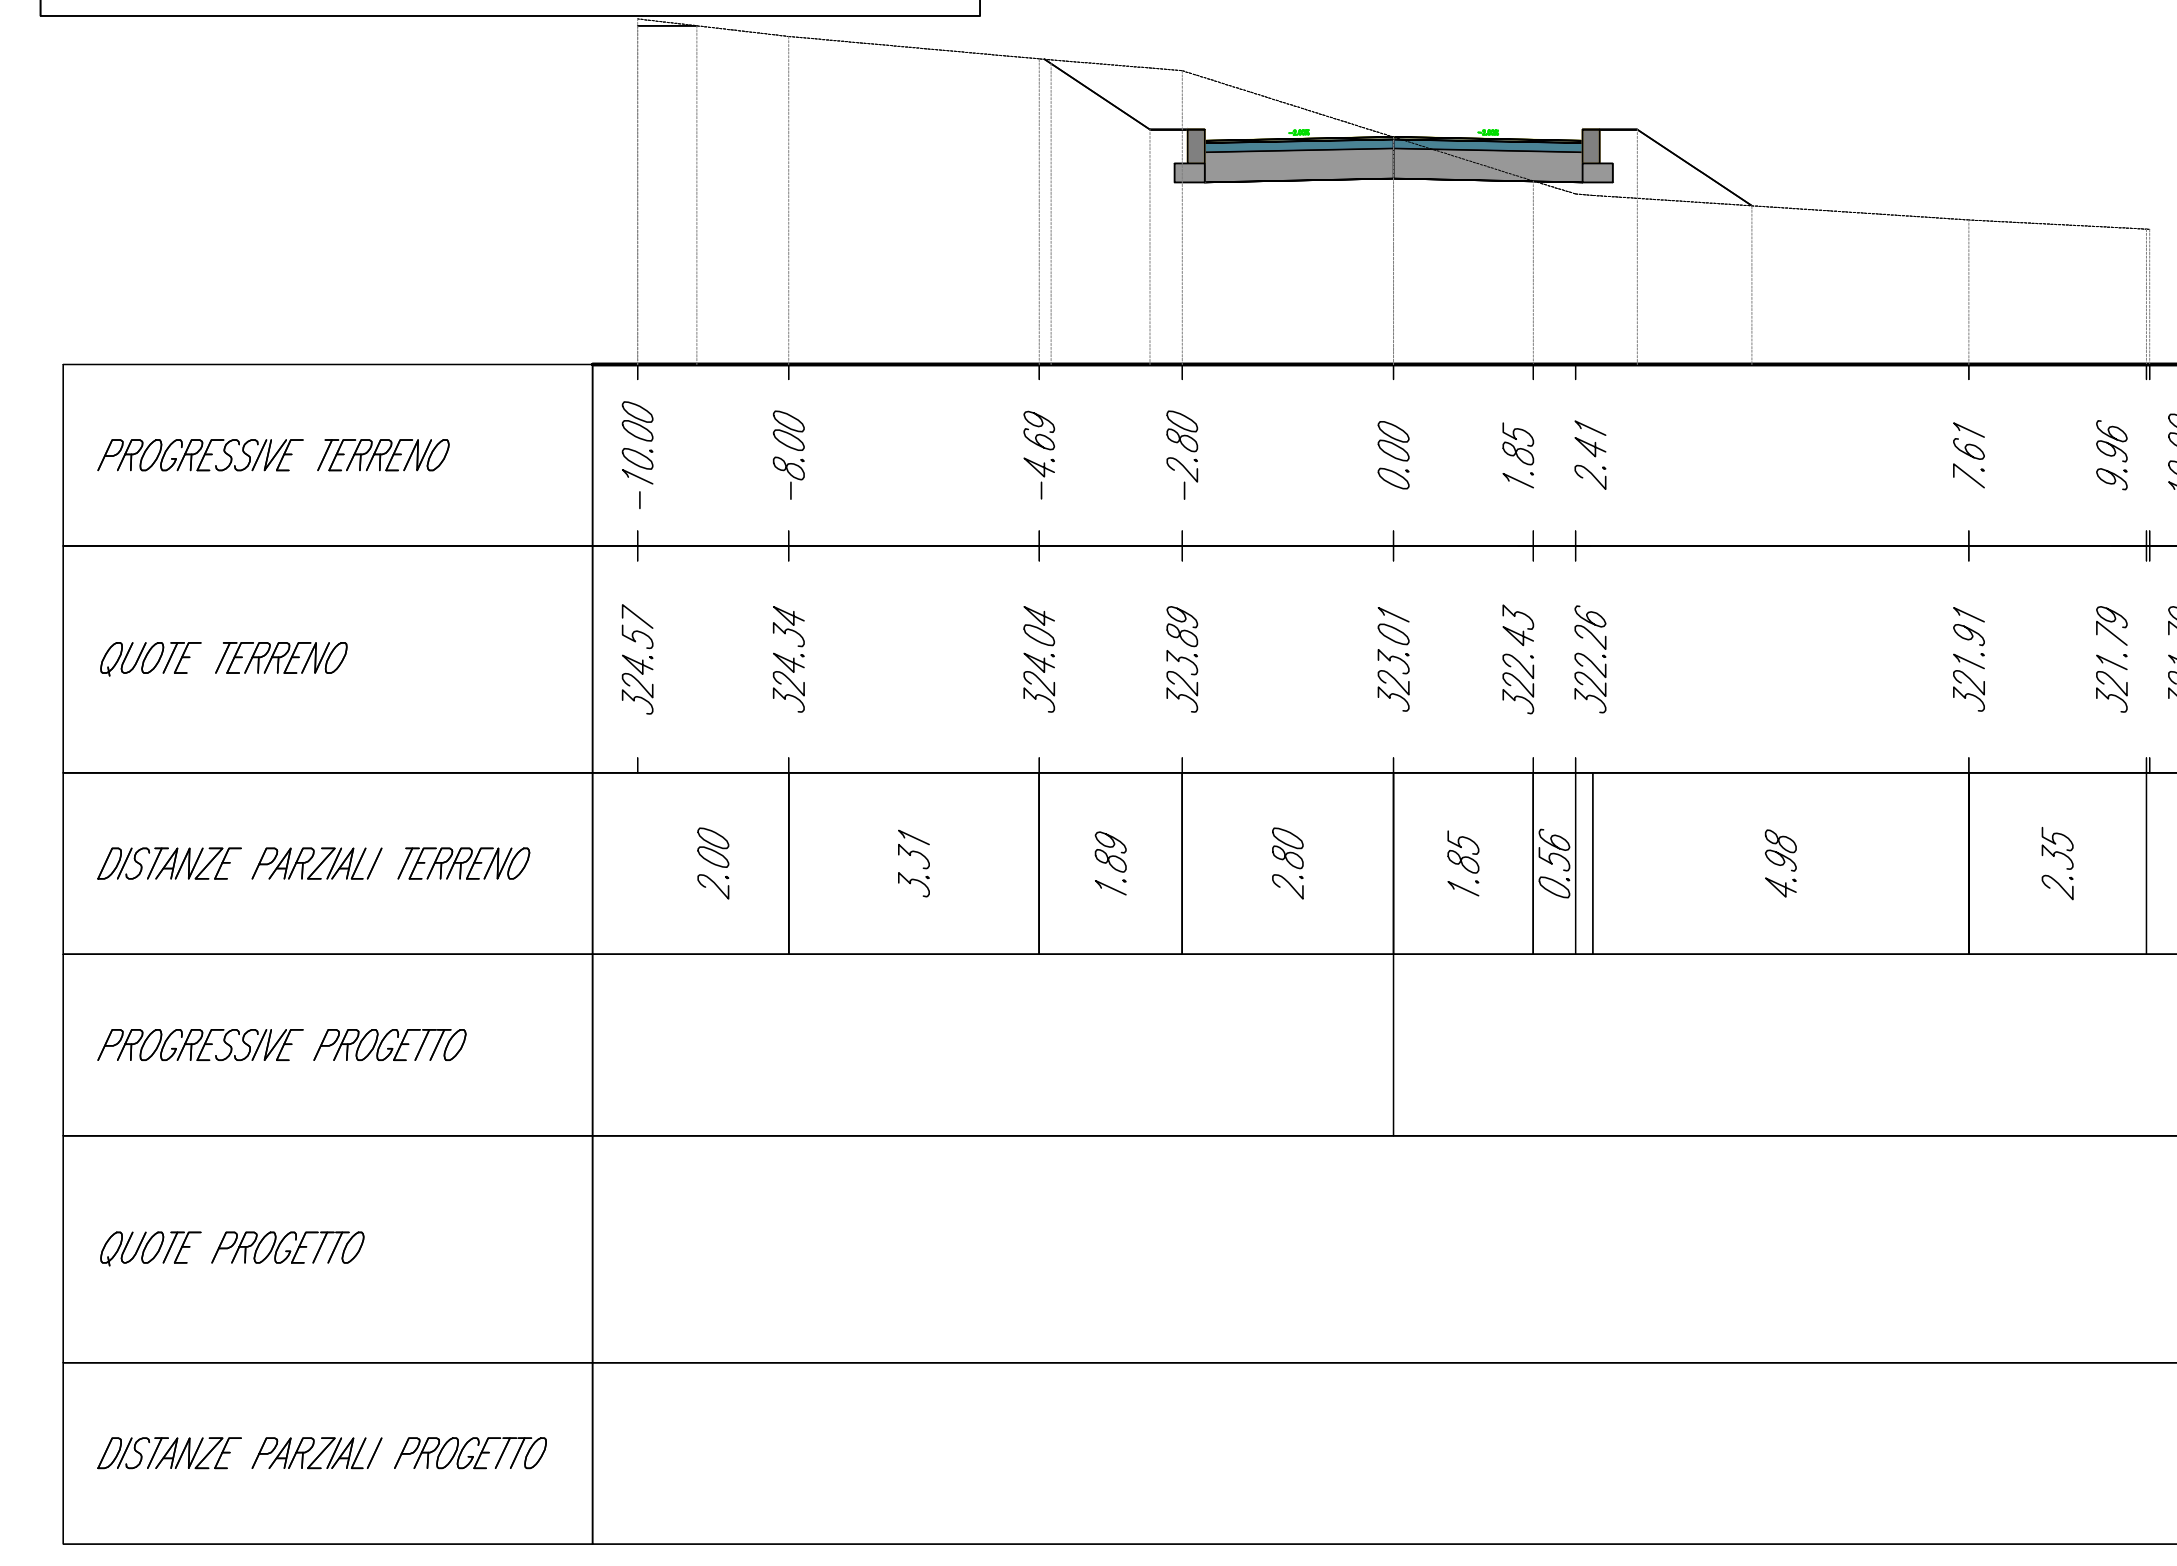 PROGRESSIVE TERRENO -10.00 -8.00 -4.69 -2.80 0.00 1.85 2.41 7.61 9.96
QUOTE TERRENO 324.57 324.34 324.04 323.89 323.01 322.43 322.26 321.91 321.79
DISTANZE PARZIALI TERRENO 2.00 3.31 1.89 2.80 1.85 0.56 4.98 2.35
PROGRESSIVE PROGETTO
QUOTE PROGETTO
DISTANZE PARZIALI PROGETTO